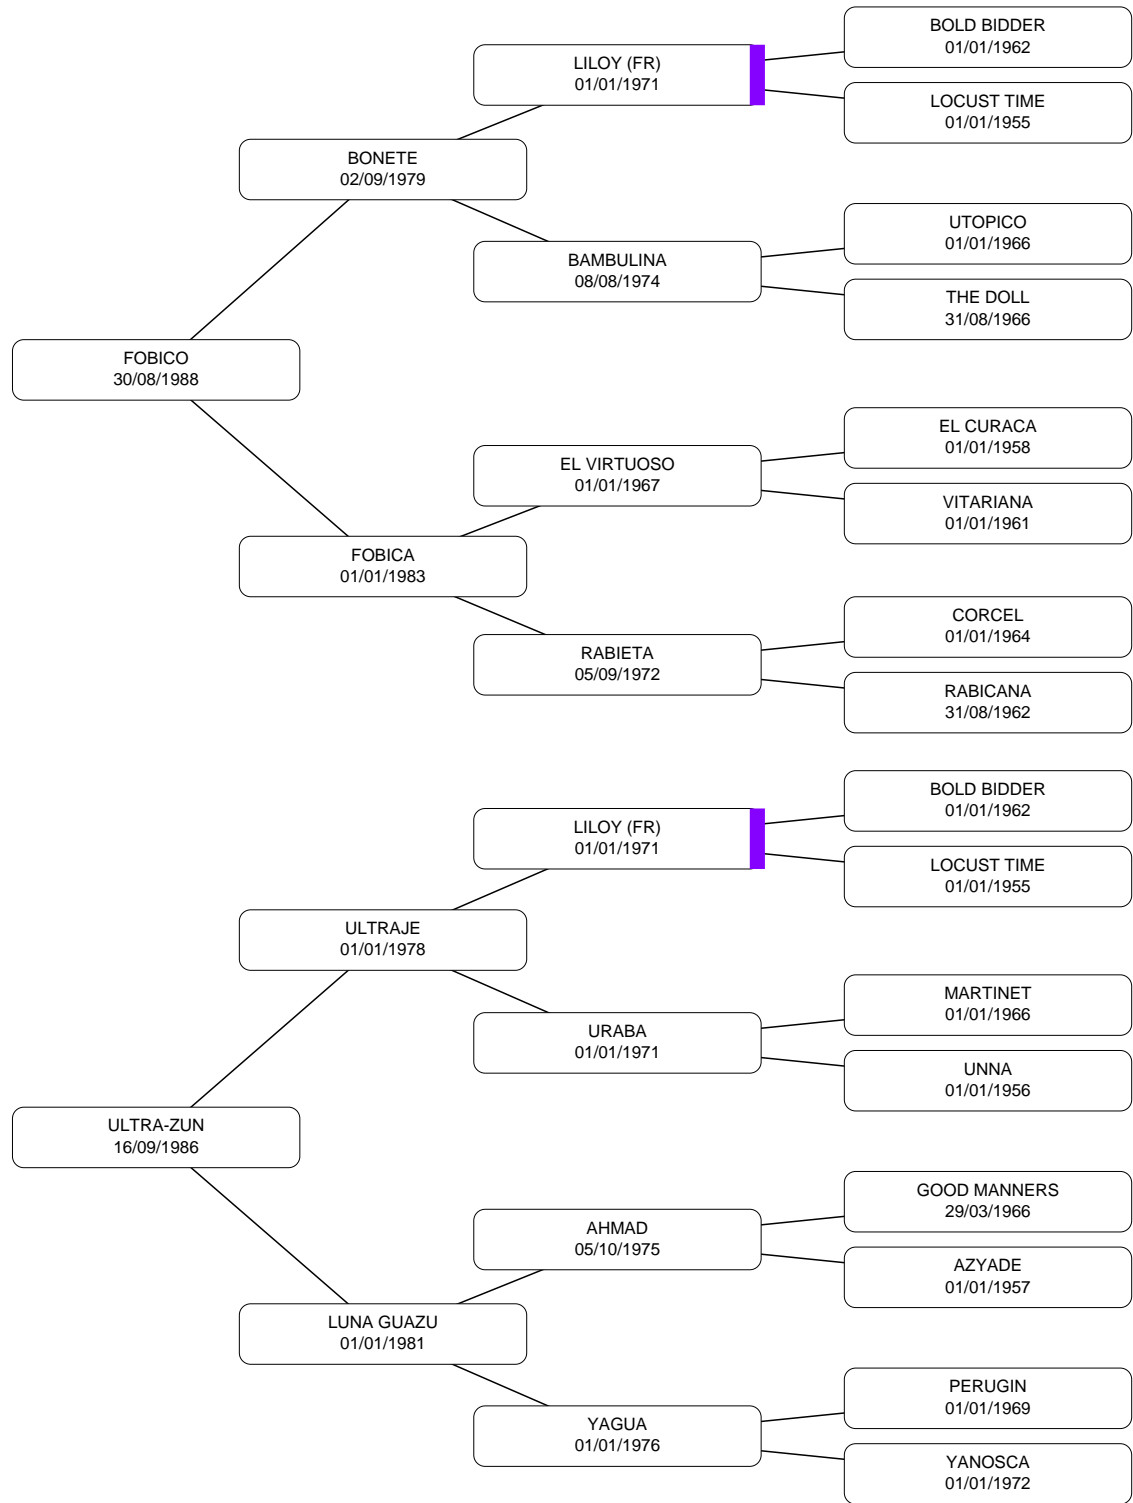 BOLD BIDDER
01/01/1962
LILOY (FR)
01/01/1971
LOCUST TIME
01/01/1955
BONETE
02/09/1979
UTOPICO
01/01/1966
BAMBULINA
08/08/1974
THE DOLL
31/08/1966
FOBICO
30/08/1988
EL CURACA
01/01/1958
EL VIRTUOSO
01/01/1967
VITARIANA
01/01/1961
FOBICA
01/01/1983
CORCEL
01/01/1964
RABIETA
05/09/1972
RABICANA
31/08/1962
BOLD BIDDER
01/01/1962
LILOY (FR)
01/01/1971
LOCUST TIME
01/01/1955
ULTRAJE
01/01/1978
MARTINET
01/01/1966
URABA
01/01/1971
UNNA
01/01/1956
ULTRA-ZUN
16/09/1986
GOOD MANNERS
29/03/1966
AHMAD
05/10/1975
AZYADE
01/01/1957
LUNA GUAZU
01/01/1981
PERUGIN
01/01/1969
YAGUA
01/01/1976
YANOSCA
01/01/1972